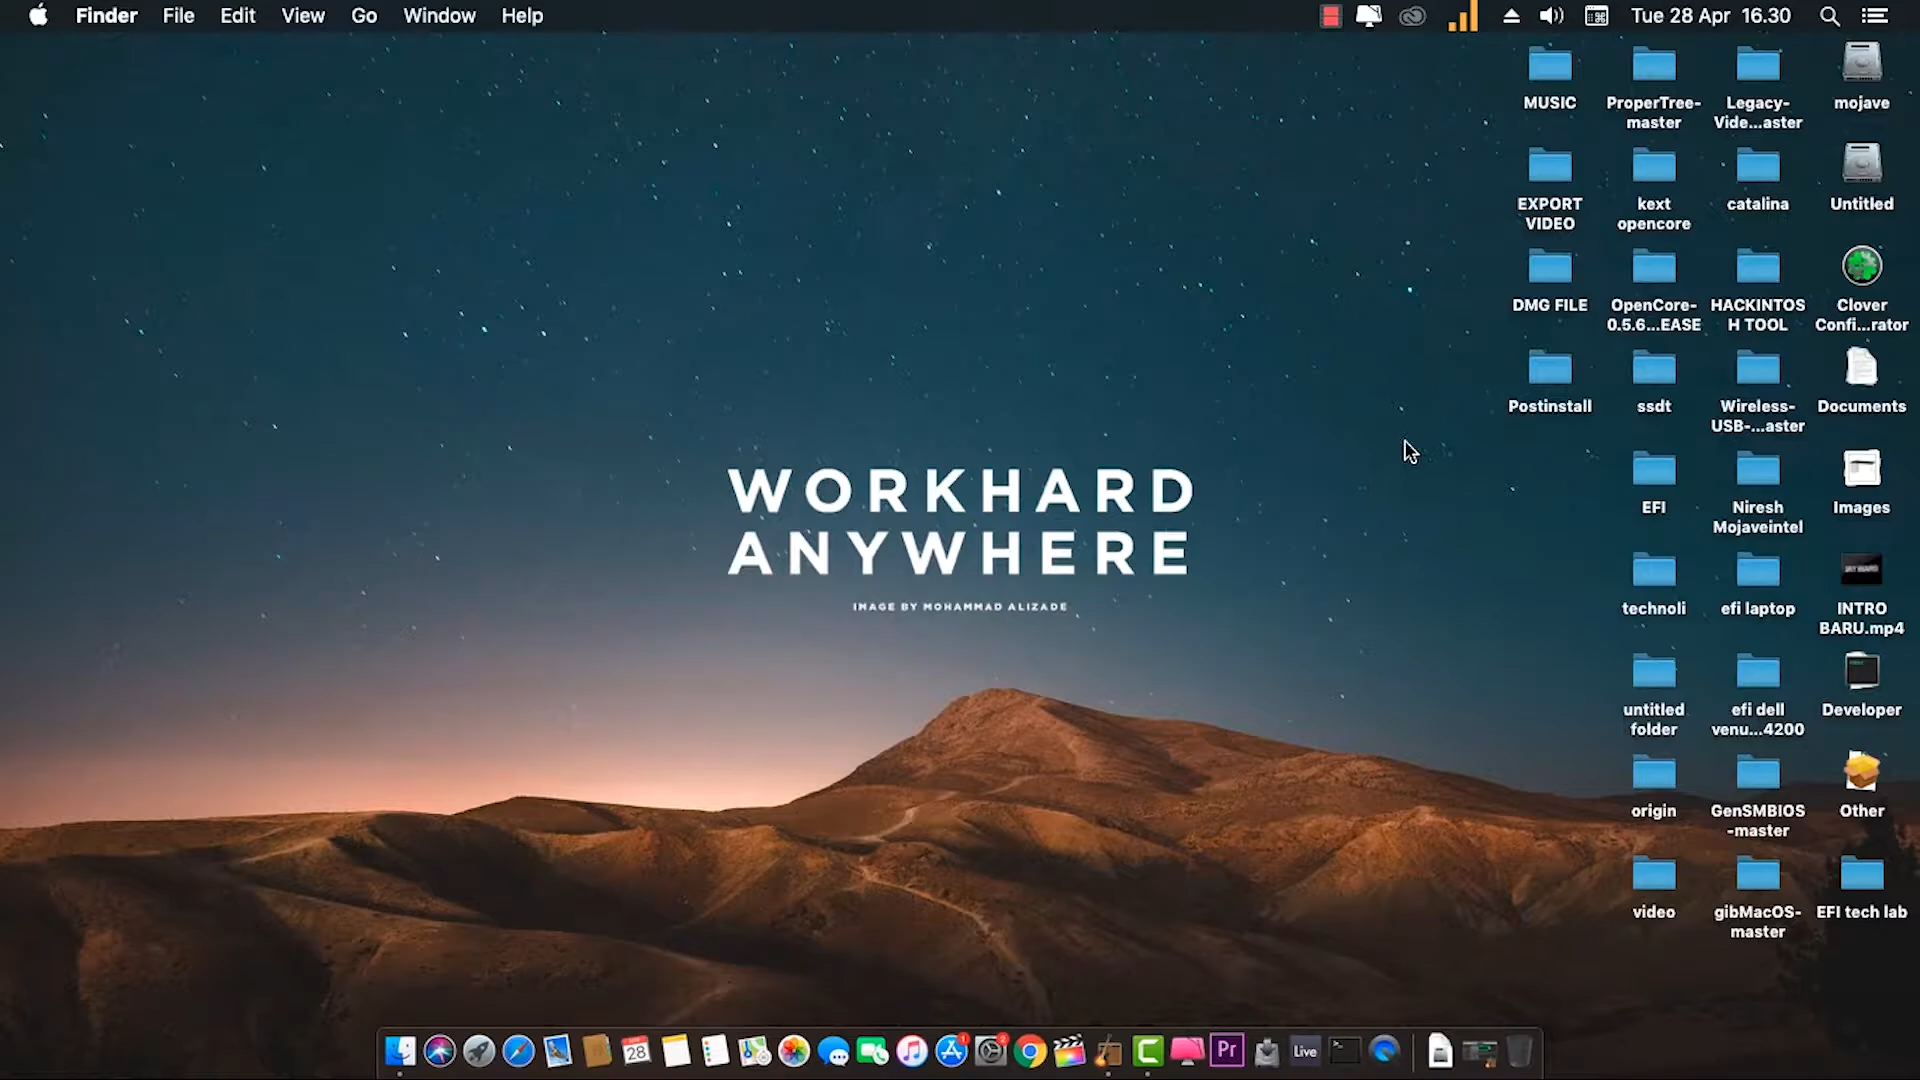 Finder File Edit View Go Window Help Tue 28 Apr 16.30
MUSIC
ProperTree-
master
Legacy-
Vide...aster
mojave
EXPORT
VIDEO
kext
opencore
catalina
Untitled
DMG FILE
OpenCore-
0.5.6...EASE
HACKINTOS
H TOOL
Clover
Confi...rator
Postinstall
ssdt
Wireless-
USB-...aster
Documents
EFI
Niresh
Mojaveintel
Images
technoli
efi laptop
INTRO
BARU.mp4
untitled
folder
efi dell
venu...4200
Developer
origin
GenSMBIOS
-master
Other
video
gibMacOS-
master
EFI tech lab
WORKHARD
ANYWHERE
IMAGE BY MOHAMMAD ALIZADE
28
Pr
Live